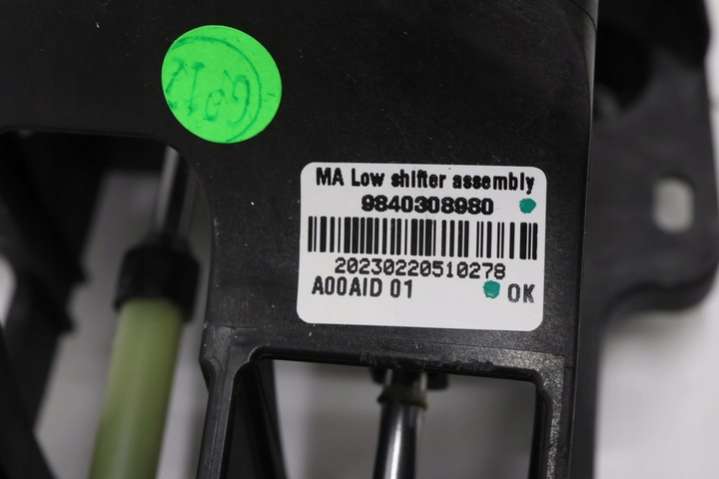 MA Low shifter assembly
9840308980
20230220510278
A00AID 01 OK